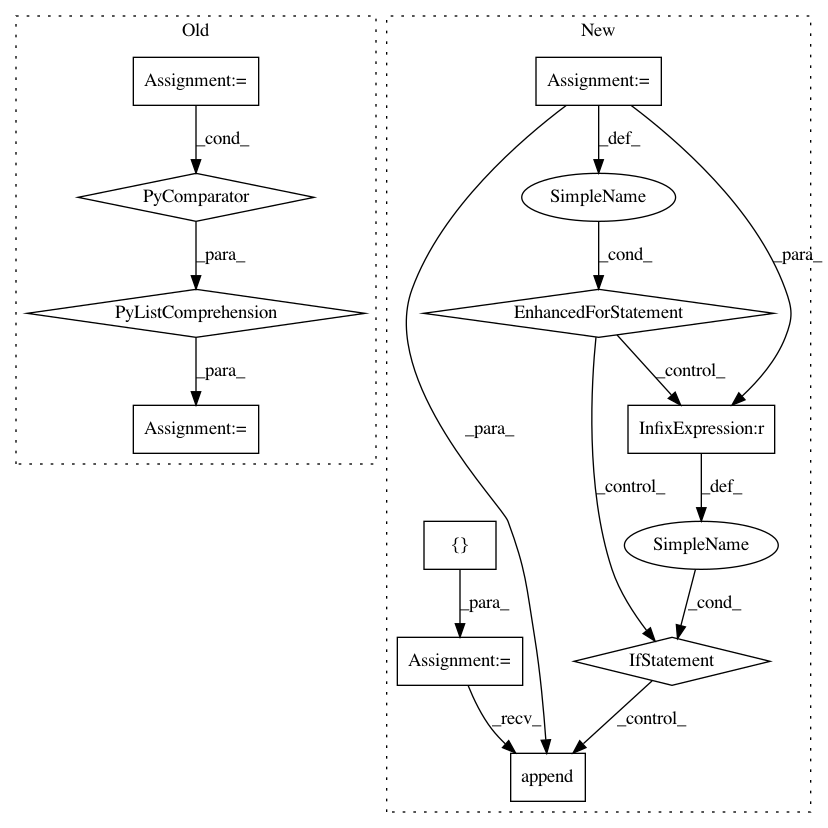 Old
New
Assignment:=
Assignment:=
_cond_
_def_
PyComparator
SimpleName
_para_
_cond_
_para_
PyListComprehension
EnhancedForStatement
_para_
_control_
Assignment:=
_para_
InfixExpression:r
_control_
_def_
{}
SimpleName
_para_
_cond_
Assignment:=
IfStatement
_recv_
_control_
append